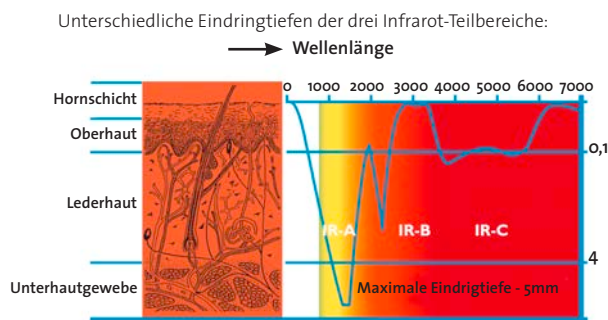 Unterschiedliche Eindringtiefen der drei Infrarot-Teilbereiche:
Wellenlänge
0 1000 2000 3000 4000 5000 6000 7000
Hornschicht
Oberhaut
0,1
Lederhaut
IR-A IR-B IR-C
4
Unterhautgewebe
Maximale Eindrigtiefe - 5mm